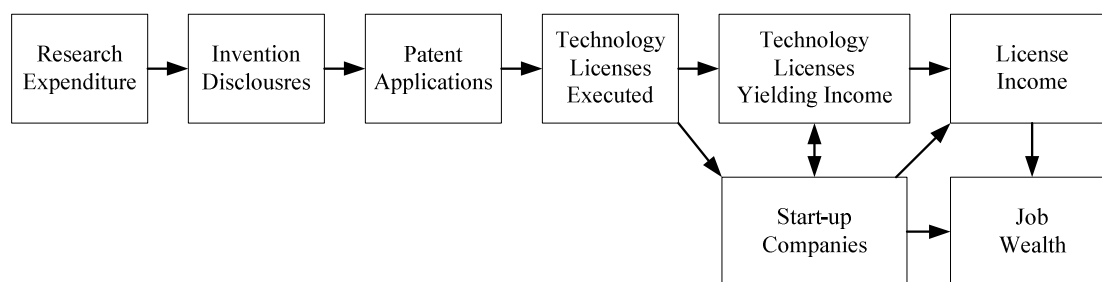 Research
Expenditure
Invention
Disclousres
Patent
Applications
Technology
Licenses
Executed
Technology
Licenses
Yielding Income
License
Income
Start-up
Companies
Job
Wealth